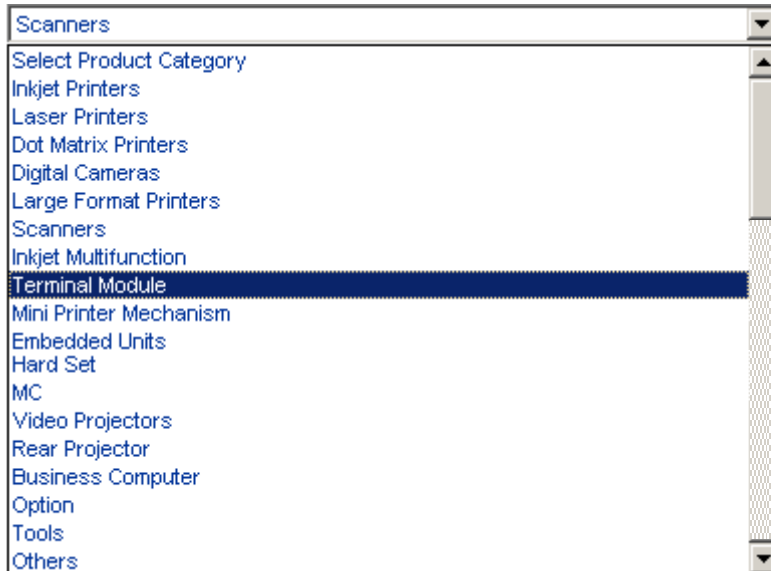 Scanners
Select Product Category
Inkjet Printers
Laser Printers
Dot Matrix Printers
Digital Cameras
Large Format Printers
Scanners
Inkjet Multifunction
Terminal Module
Mini Printer Mechanism
Embedded Units
Hard Set
MC
Video Projectors
Rear Projector
Business Computer
Option
Tools
Others